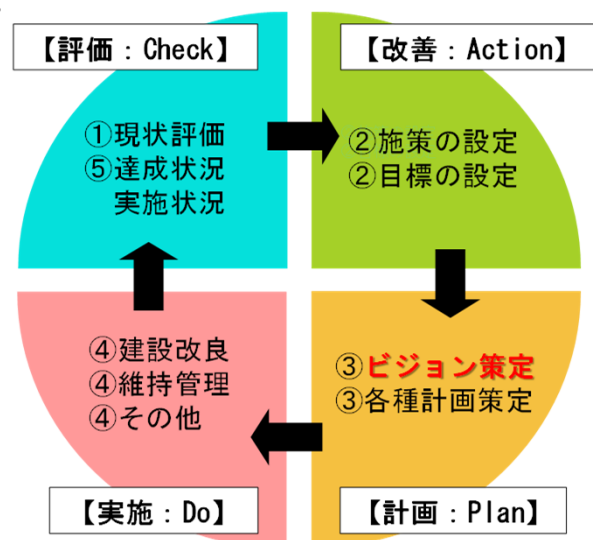 【評価：Check】
①現状評価
⑤達成状況
実施状況
【改善：Action】
②施策の設定
②目標の設定
③ビジョン策定
③各種計画策定
【計画：Plan】
④建設改良
④維持管理
④その他
【実施：Do】